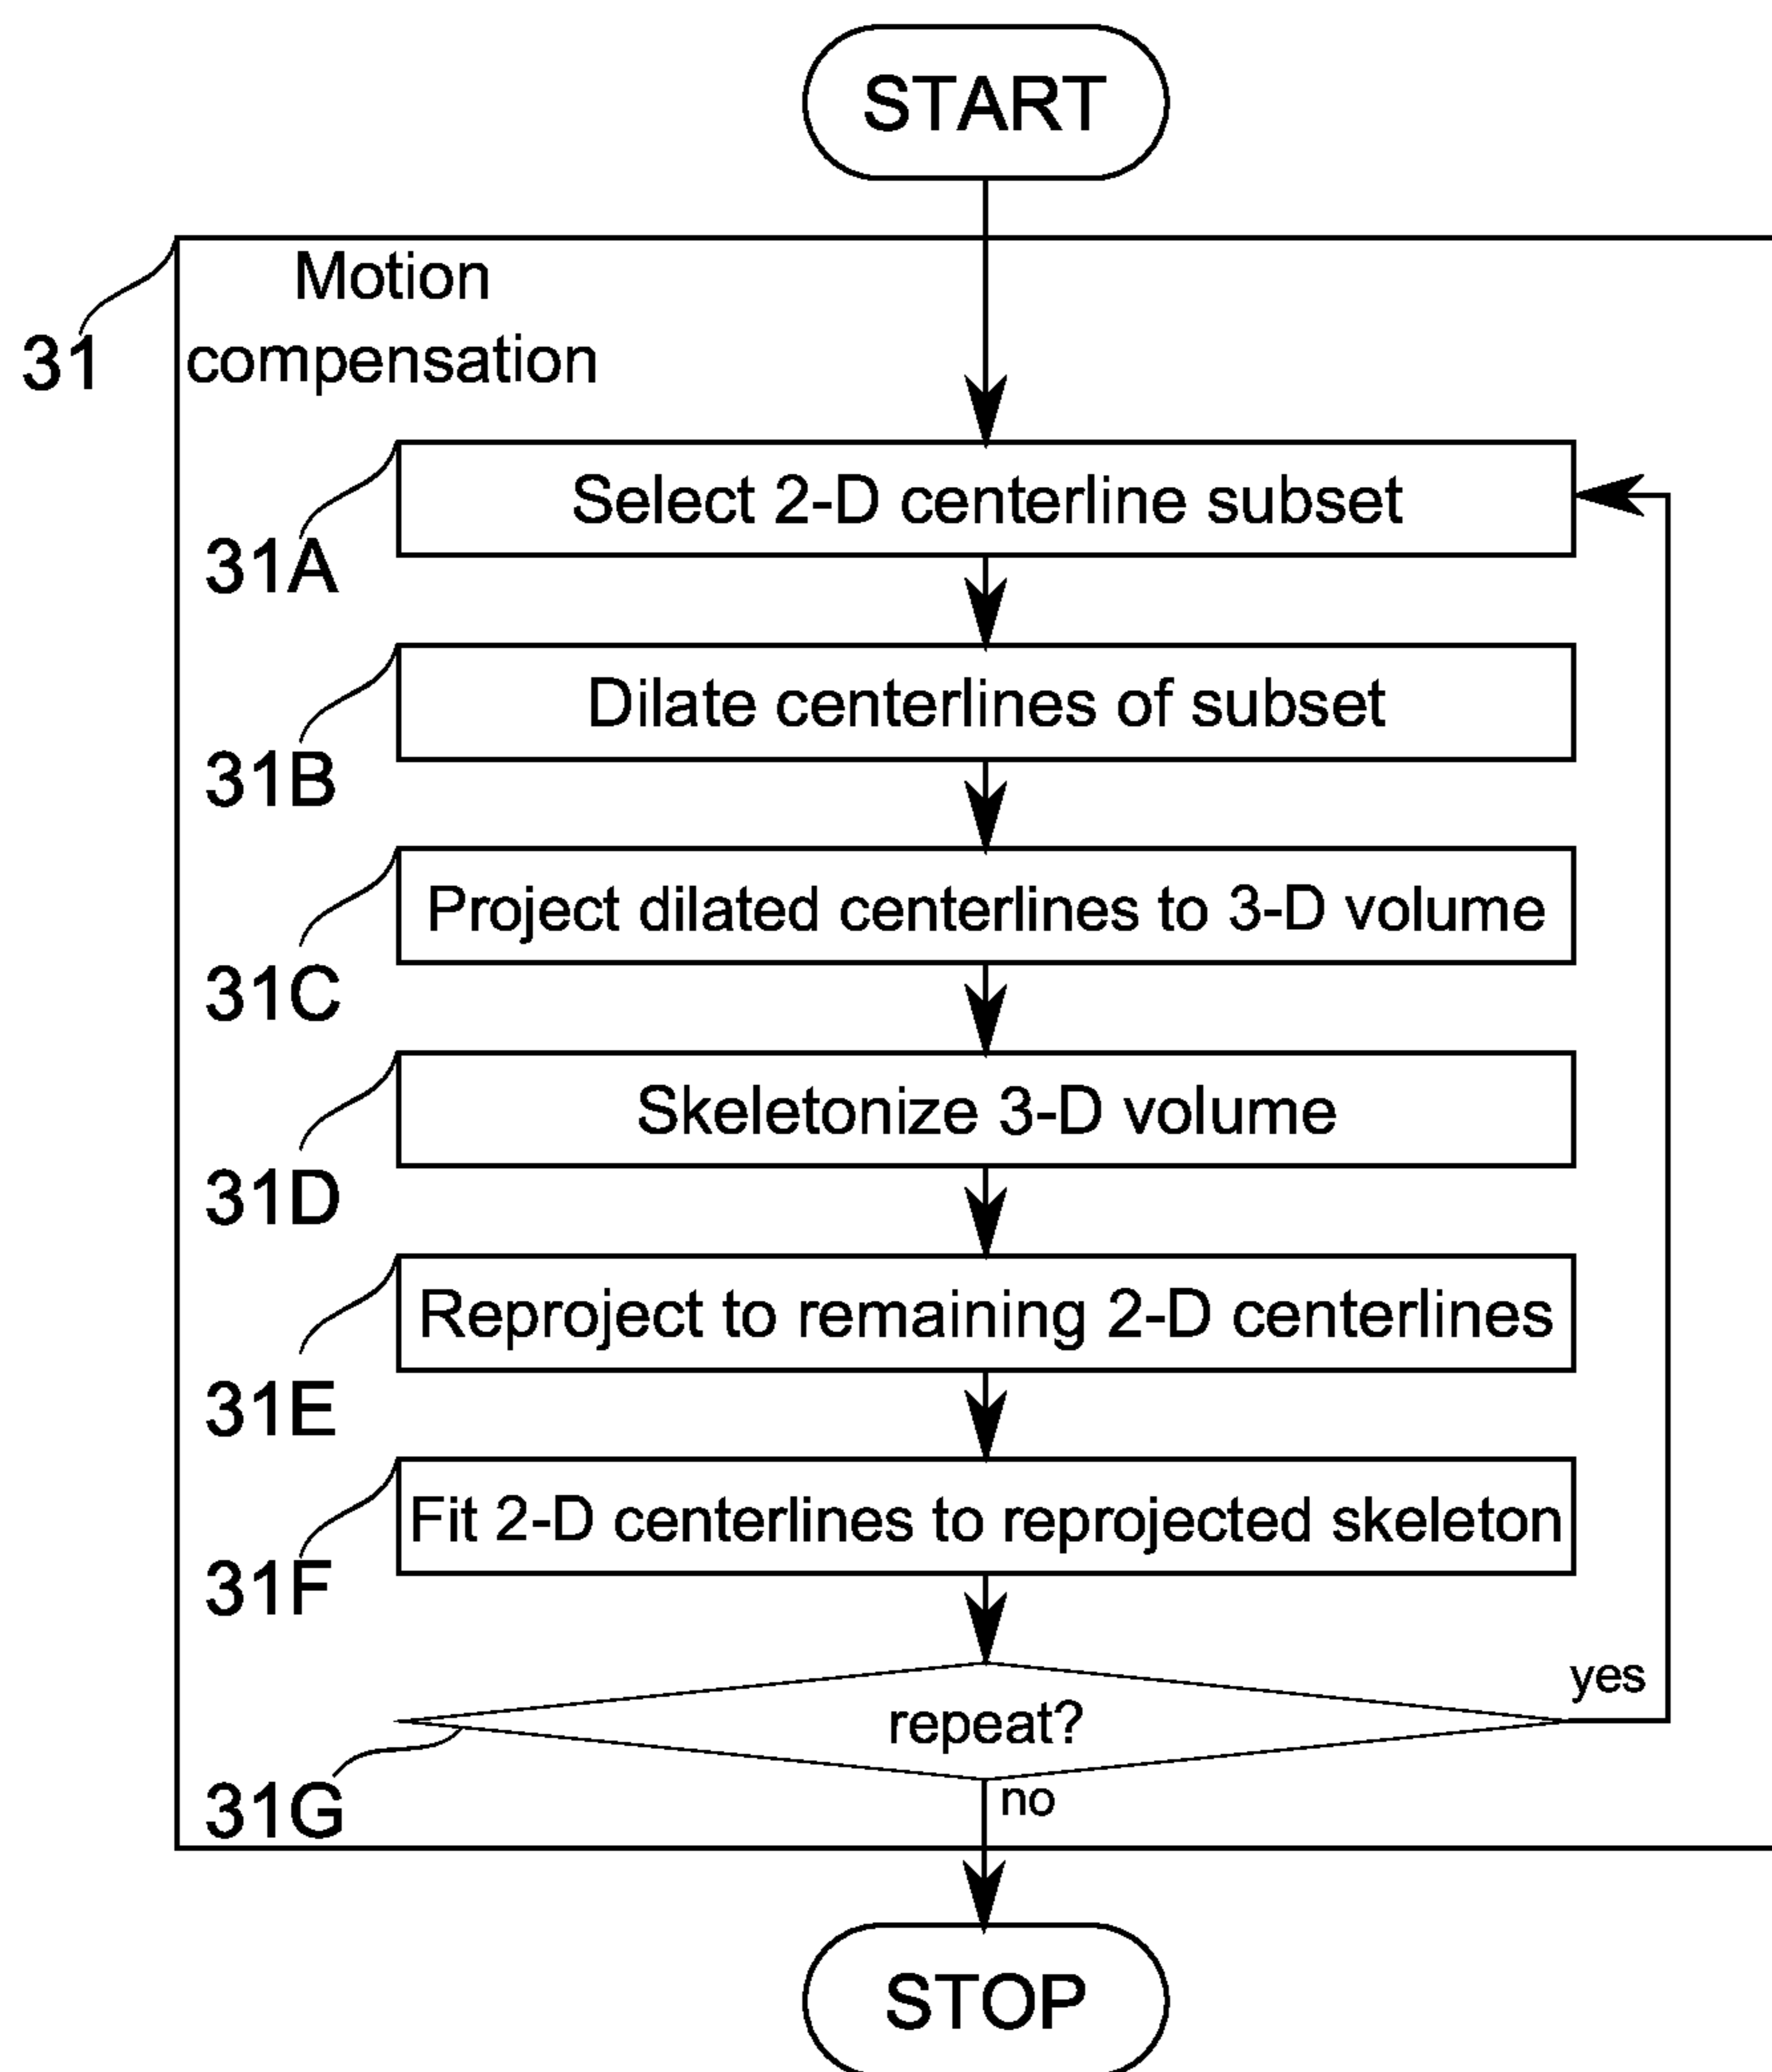 START
Motion
compensation
31
Select 2-D centerline subset
31A
Dilate centerlines of subset
31B
Project dilated centerlines to 3-D volume
31C
Skeletonize 3-D volume
31D
Reproject to remaining 2-D centerlines
31E
Fit 2-D centerlines to reprojected skeleton
31F
yes
repeat?
31G
no
STOP